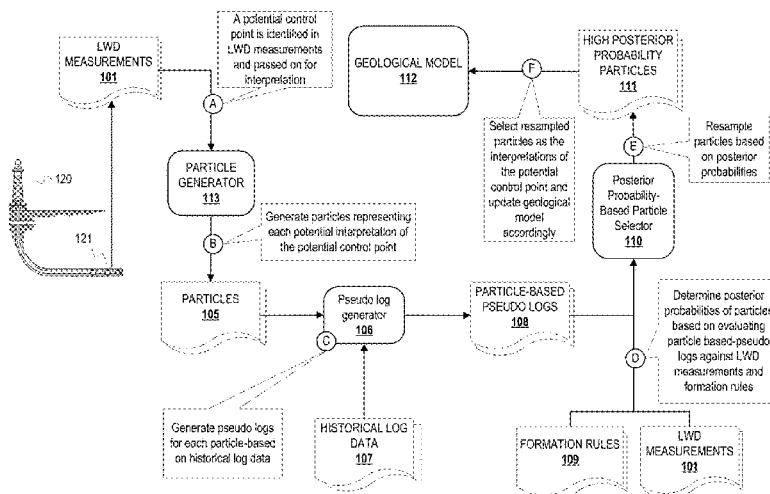 LWD
MEASUREMENTS
101
A potential control
point is identified in
LWD measurements
and passed on for
interpretation
A
GEOLOGICAL MODEL
112
F
HIGH POSTERIOR
PROBABILITY
PARTICLES
111
Select resampled
particles as the
interpretations of
the potential
control point and
update geological
model
accordingly
E
Resample
particles based
on posterior
probabilities
PARTICLE
GENERATOR
113
Posterior
Probability-
Based Particle
Selector
110
120
121
B
Generate particles representing
each potential interpretation of
the potential control point
PARTICLES
105
Pseudo log
generator
106
C
PARTICLE-BASED
PSEUDO LOGS
108
Determine posterior
probabilities of particles
based on evaluating
particle based-pseudo
logs against LWD
measurements and
formation rules
D
Generate pseudo logs
for each particle-based
on historical log data
HISTORICAL LOG
DATA
107
FORMATION RULES
109
LWD
MEASUREMENTS
101